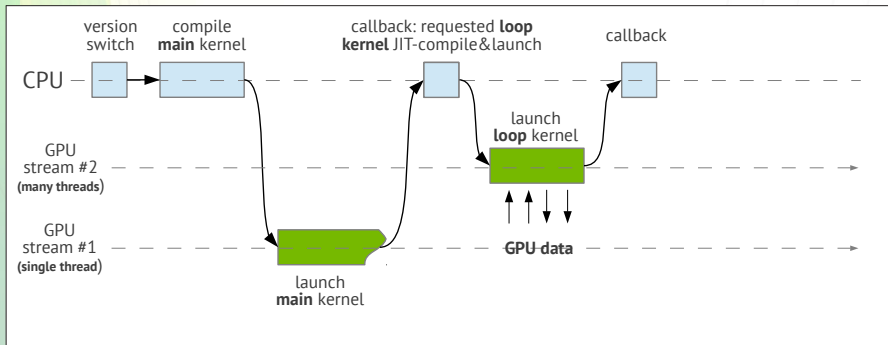 version
switch
compile
main kernel
callback: requested loop
kernel JIT-compile&launch
callback
CPU
launch
loop kernel
GPU
stream #2
(many threads)
GPU
stream #1
(single thread)
GPU data
launch
main kernel